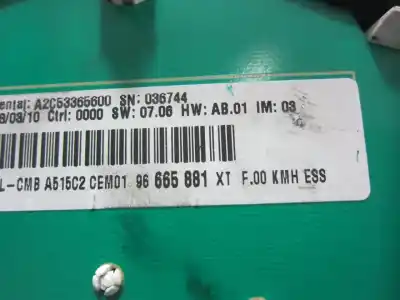 ental: A2C53365600 SN: 036744
/03/10 Ctrl: 0000 SW: 07.06 HW: AB.01 IM: 03
L-CMB A515C2 CEM01 96 665 881 XT F.00 KMH ESS